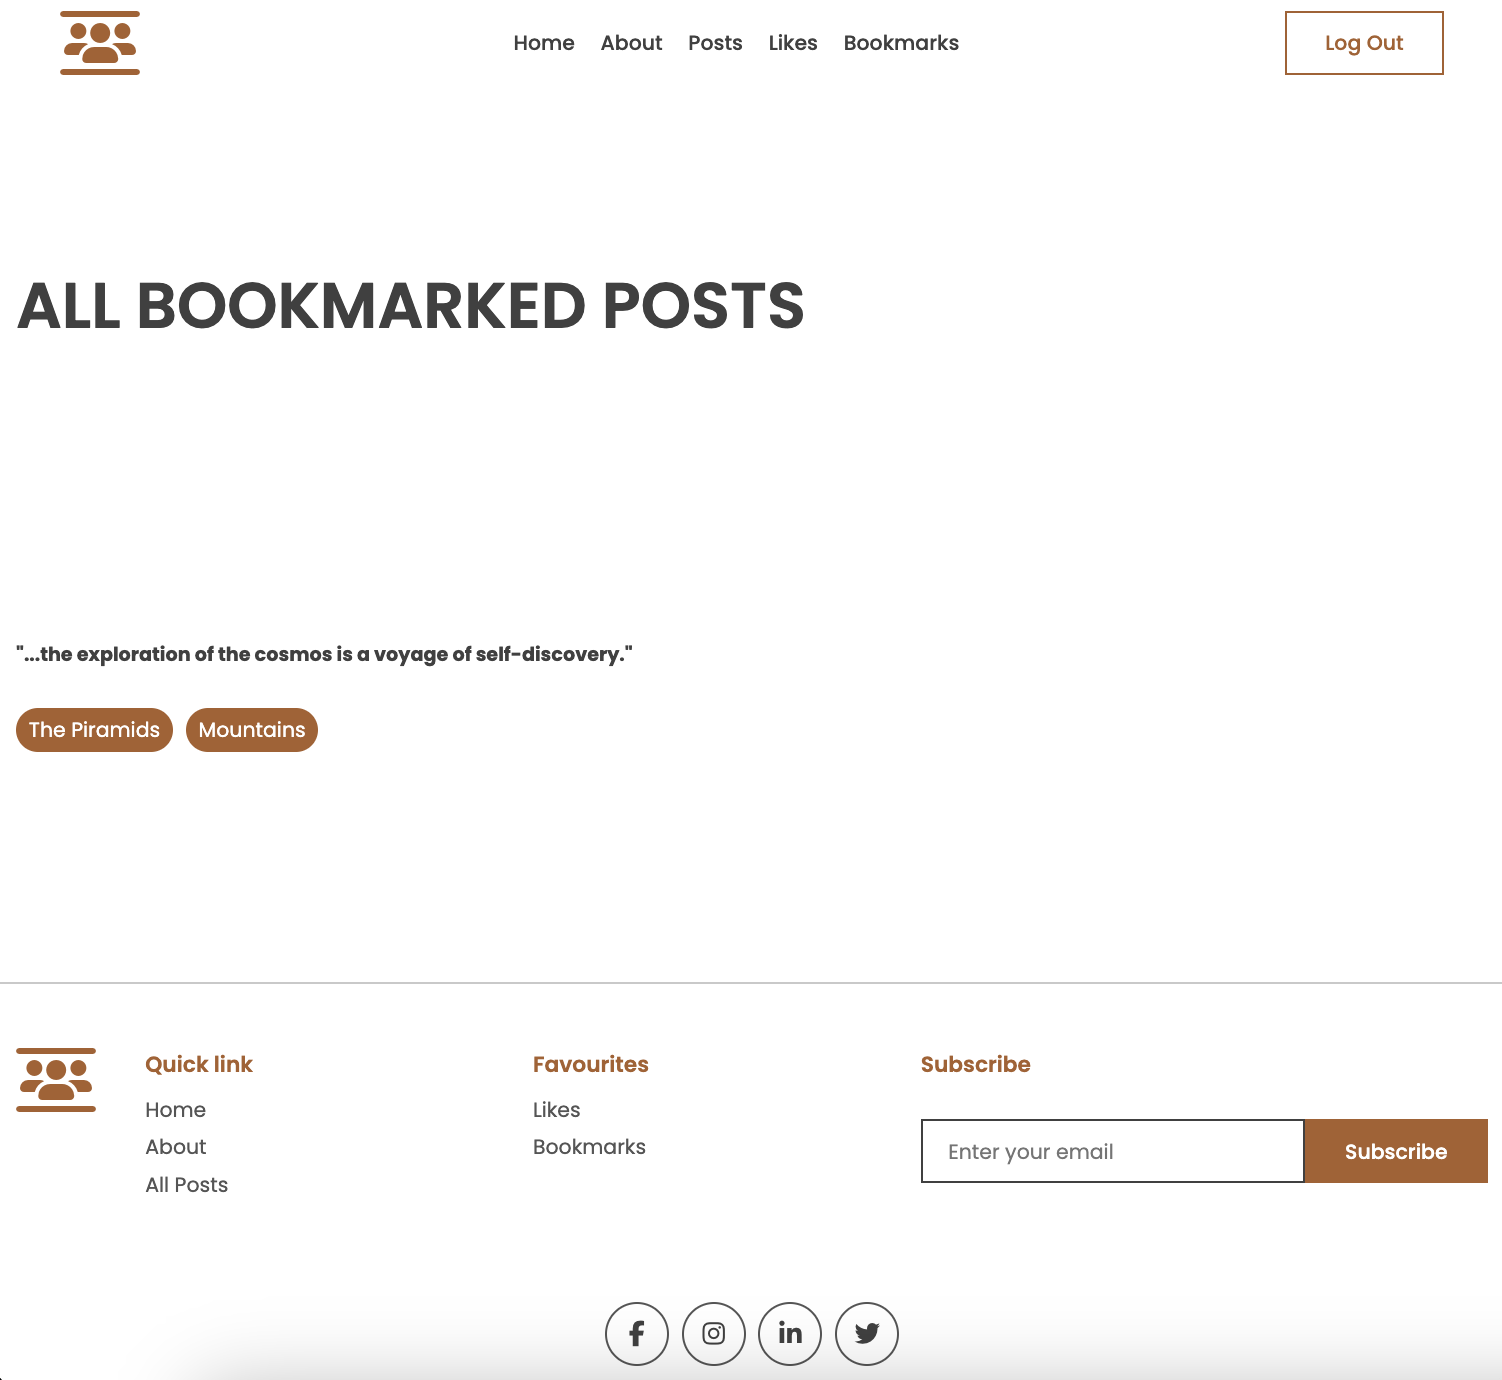 Home About Posts Likes Bookmarks
Log Out
ALL BOOKMARKED POSTS
"...the exploration of the cosmos is a voyage of self-discovery."
The Piramids
Mountains
Quick link
Home
About
All Posts
Favourites
Likes
Bookmarks
Subscribe
Enter your email
Subscribe